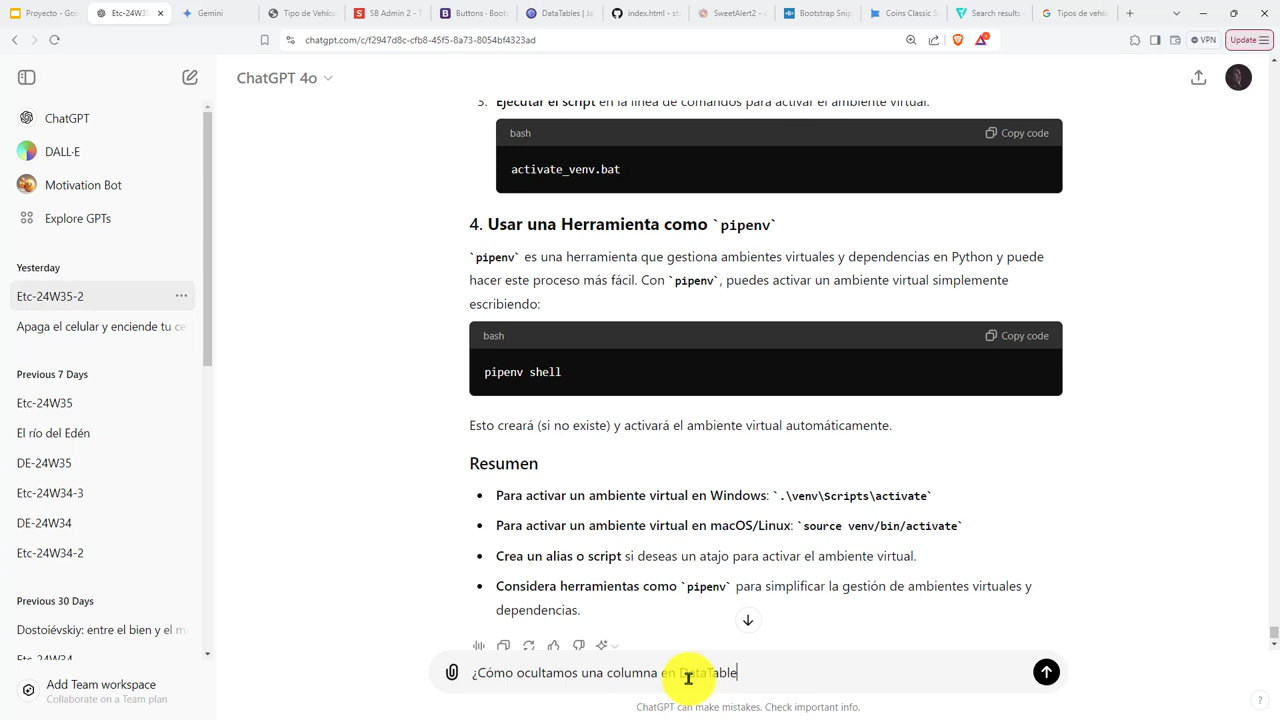 Proyecto - Goo
Etc-24W35
Gemini
Tipo de Vehícu
SB Admin 2 - T
Buttons · Boots
DataTables | Ja
index.html - sta
SweetAlert2 - a
Bootstrap Snip
Coins Classic S
Search results
Tipos de vehíc
chatgpt.com/c/f2947d8c-cfb8-45f5-8a73-8054bf4323ad
VPN
Update
ChatGPT
DALL·E
Motivation Bot
Explore GPTs
Yesterday
Etc-24W35-2
Apaga el celular y enciende tu ce
Previous 7 Days
Etc-24W35
El río del Edén
DE-24W35
Etc-24W34-3
DE-24W34
Etc-24W34-2
Previous 30 Days
Dostoiévskiy: entre el bien y el m
Etc-24W34
Add Team workspace
Collaborate on a Team plan
ChatGPT 4o
3. Ejecutar el script en la línea de comandos para activar el ambiente virtual.
bash
Copy code
activate_venv.bat
4. Usar una Herramienta como `pipenv`
`pipenv` es una herramienta que gestiona ambientes virtuales y dependencias en Python y puede
hacer este proceso más fácil. Con `pipenv`, puedes activar un ambiente virtual simplemente
escribiendo:
bash
Copy code
pipenv shell
Esto creará (si no existe) y activará el ambiente virtual automáticamente.
Resumen
• Para activar un ambiente virtual en Windows: `.\venv\Scripts\activate`
• Para activar un ambiente virtual en macOS/Linux: `source venv/bin/activate`
• Crea un alias o script si deseas un atajo para activar el ambiente virtual.
• Considera herramientas como `pipenv` para simplificar la gestión de ambientes virtuales y
dependencias.
¿Cómo ocultamos una columna en DataTable
ChatGPT can make mistakes. Check important info.
?